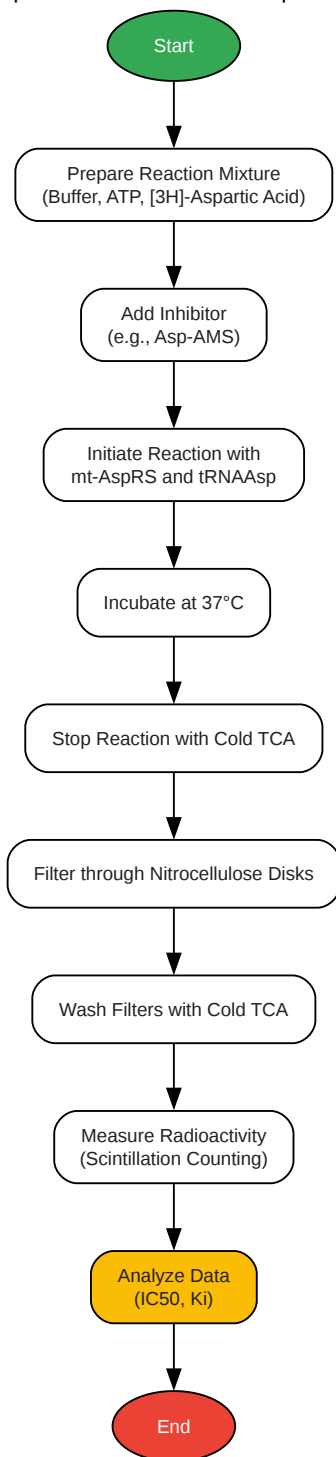 Start
Prepare Reaction Mixture
(Buffer, ATP, [3H]-Aspartic Acid)
Add Inhibitor
(e.g., Asp-AMS)
Initiate Reaction with
mt-AspRS and tRNAAsp
Incubate at 37°C
Stop Reaction with Cold TCA
Filter through Nitrocellulose Disks
Wash Filters with Cold TCA
Measure Radioactivity
(Scintillation Counting)
Analyze Data
(IC50, Ki)
End